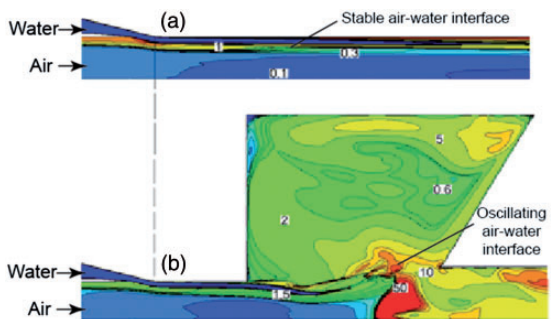 (a)
Water
Stable air-water interface
1
0.3
Air
0.1
5
0.6
2
Oscillating
air-water
interface
(b)
Water
10
1.5
50
Air